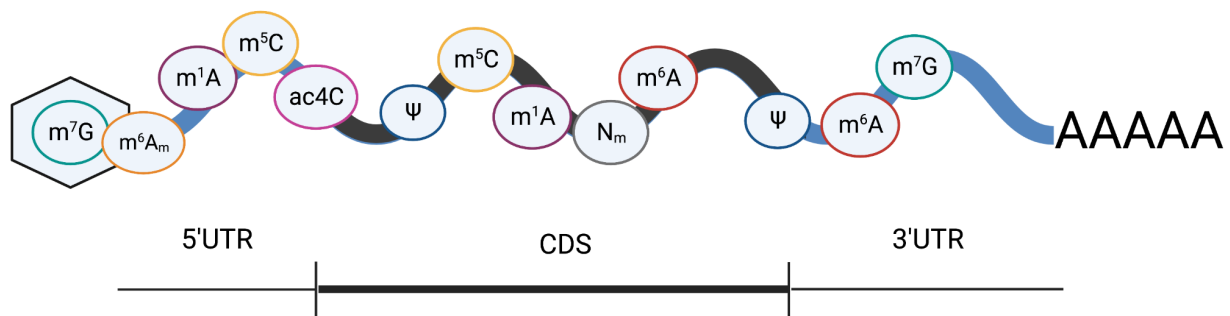 m⁷G
m⁶Aₘ
m¹A
m⁵C
ac4C
Ψ
m⁵C
m¹A
Nₘ
m⁶A
Ψ
m⁶A
m⁷G
AAAAA
5'UTR
CDS
3'UTR